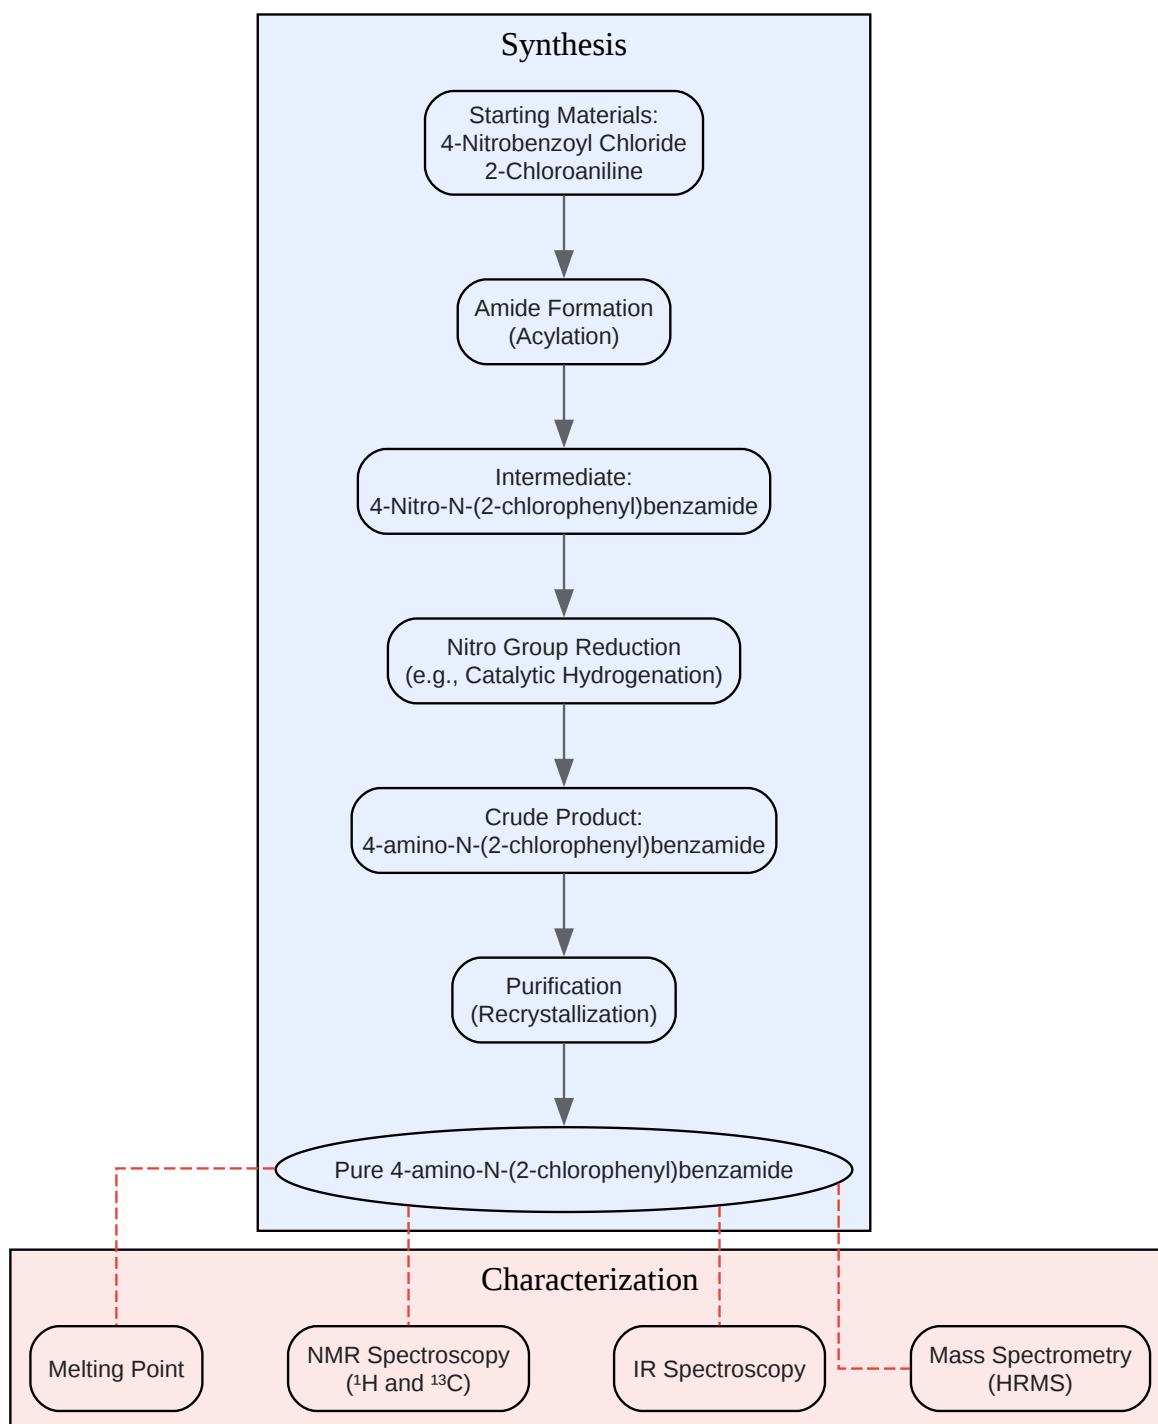 Synthesis
Starting Materials:
4-Nitrobenzoyl Chloride
2-Chloroaniline
Amide Formation
(Acylation)
Intermediate:
4-Nitro-N-(2-chlorophenyl)benzamide
Nitro Group Reduction
(e.g., Catalytic Hydrogenation)
Crude Product:
4-amino-N-(2-chlorophenyl)benzamide
Purification
(Recrystallization)
Pure 4-amino-N-(2-chlorophenyl)benzamide
Characterization
Melting Point
NMR Spectroscopy
(¹H and ¹³C)
IR Spectroscopy
Mass Spectrometry
(HRMS)